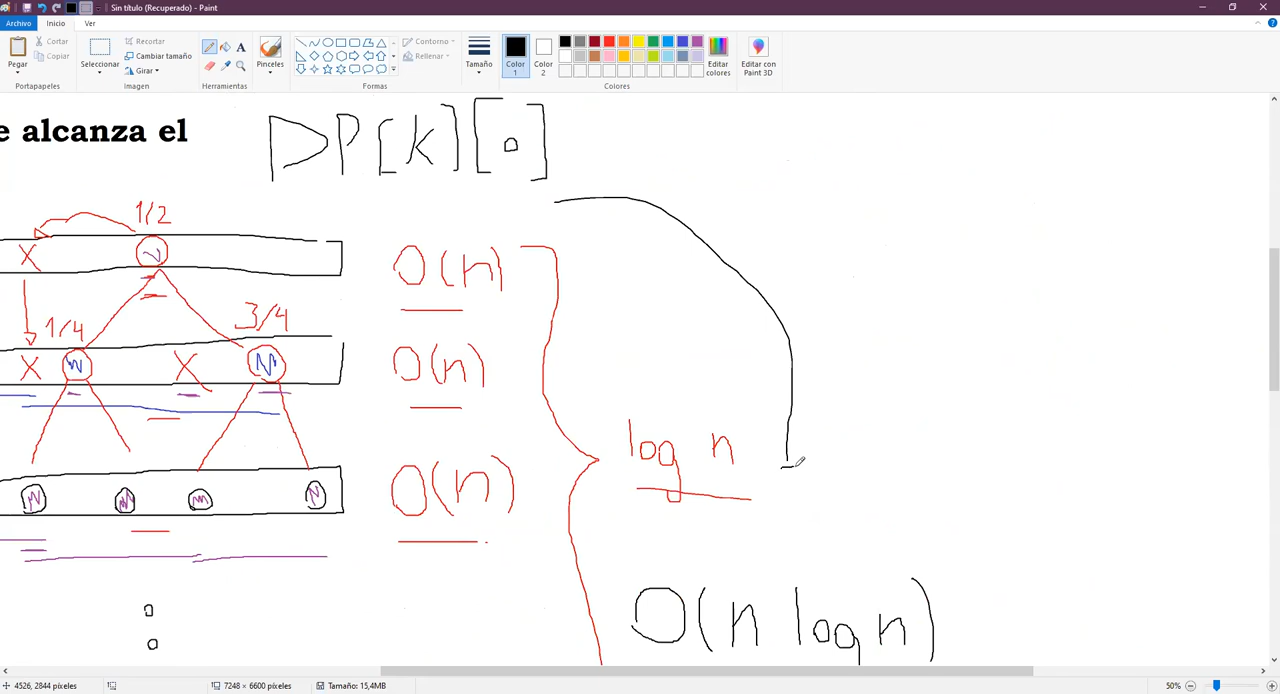 Sin título (Recuperado) - Paint
Archivo Inicio Ver
Pegar
Cortar
Copiar
Portapapeles
Seleccionar
Recortar
Cambiar tamaño
Girar
Imagen
A
Herramientas
Pinceles
Contorno
Rellenar
Formas
Tamaño
Color 1
Color 2
Editar colores
Editar con Paint 3D
Colores
e alcanza el
DP[K][0]
1/2
X N
O(n)
1/4 3/4
X N X N
O(n)
log n
N N N N
O(n)
O(n log n)
4526, 2844 píxeles
7248 × 6600 píxeles
Tamaño: 15,4MB
50%